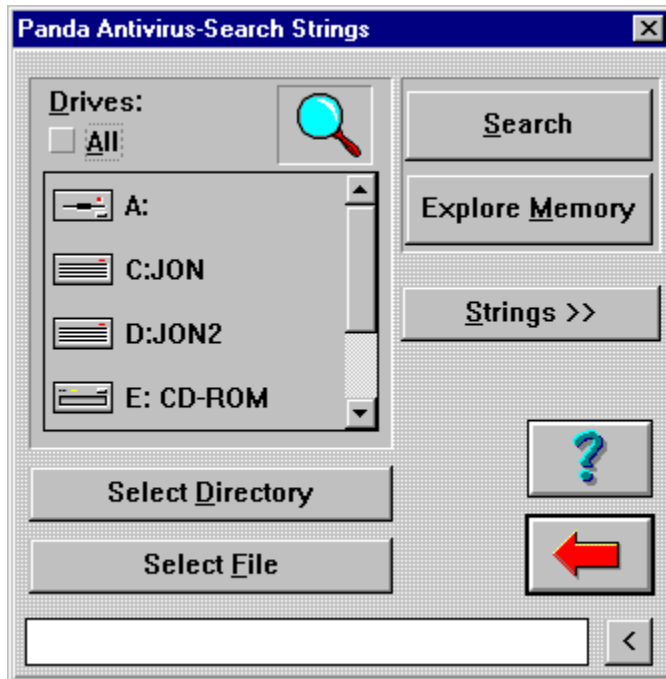 Panda Antivirus-Search Strings
Drives:
All
A:
C:JON
D:JON2
E: CD-ROM
Search
Explore Memory
Strings >>
Select Directory
Select File
?
<